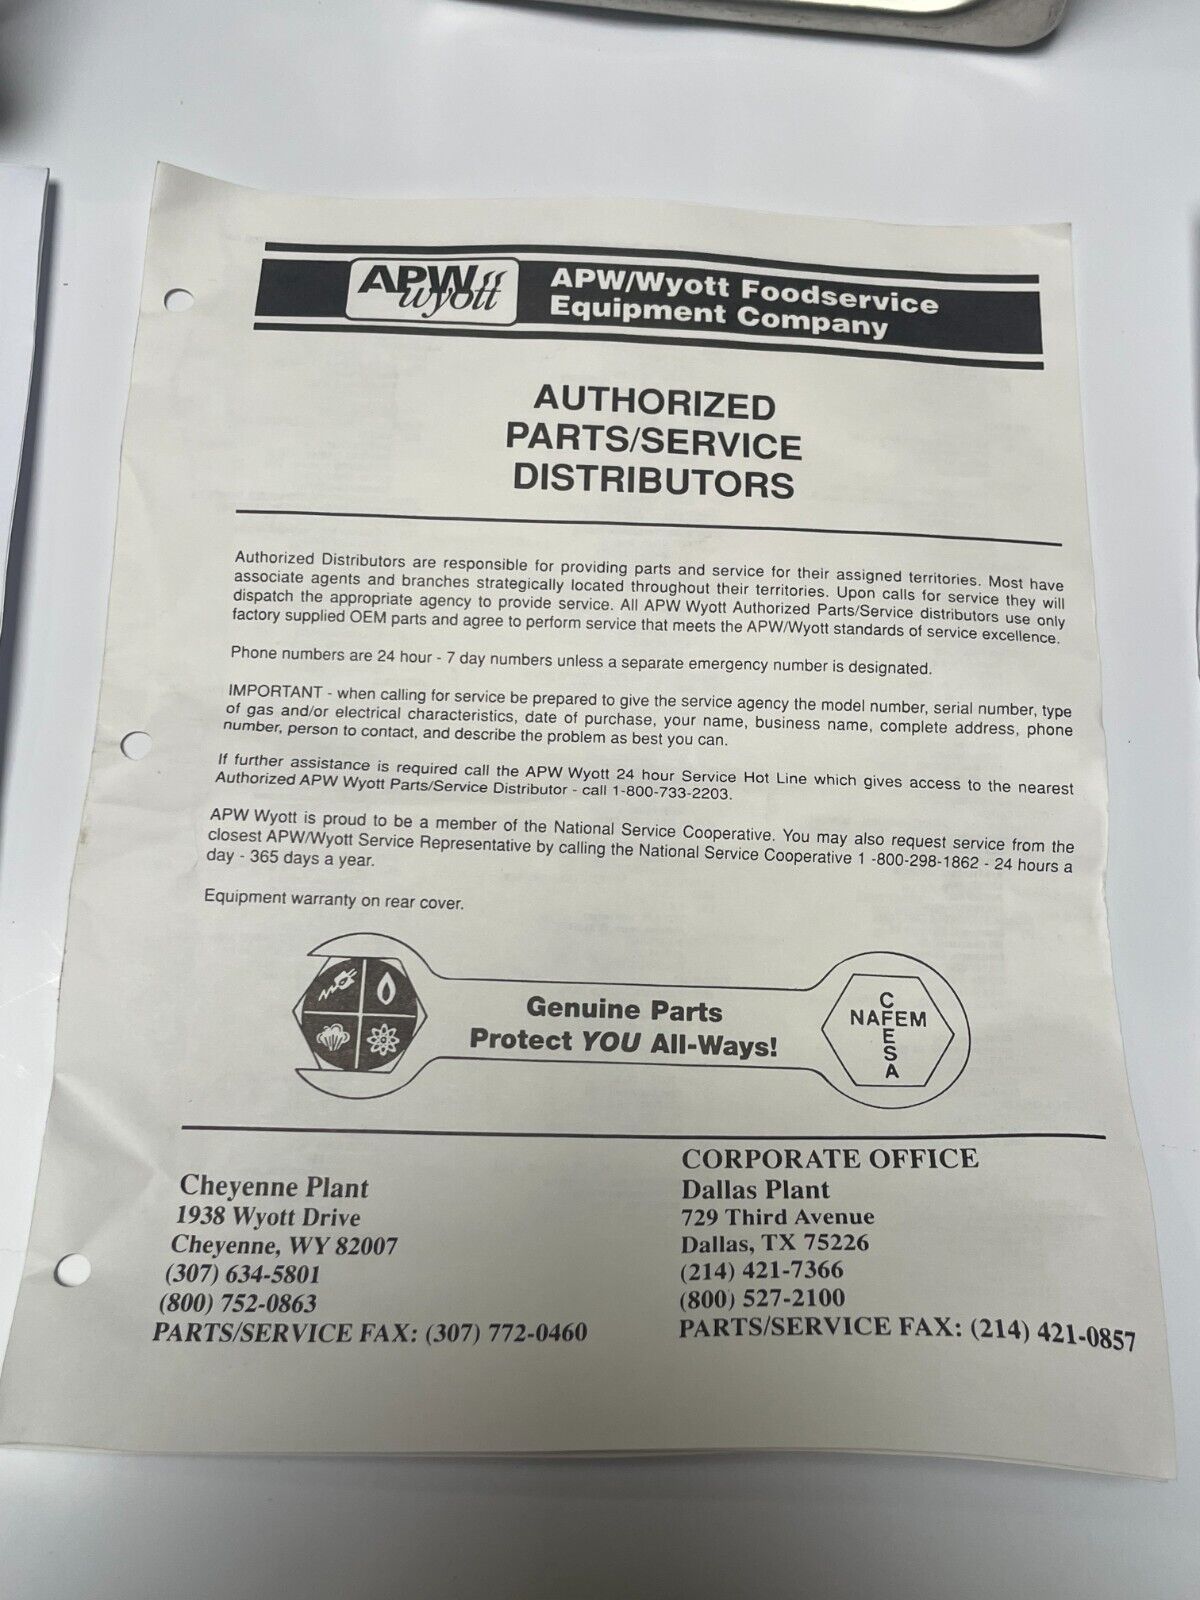 APW wyott
APW/Wyott Foodservice
Equipment Company
AUTHORIZED
PARTS/SERVICE
DISTRIBUTORS
Authorized Distributors are responsible for providing parts and service for their assigned territories. Most have
associate agents and branches strategically located throughout their territories. Upon calls for service they will
dispatch the appropriate agency to provide service. All APW Wyott Authorized Parts/Service distributors use only
factory supplied OEM parts and agree to perform service that meets the APW/Wyott standards of service excellence.
Phone numbers are 24 hour - 7 day numbers unless a separate emergency number is designated.
IMPORTANT - when calling for service be prepared to give the service agency the model number, serial number, type
of gas and/or electrical characteristics, date of purchase, your name, business name, complete address, phone
number, person to contact, and describe the problem as best you can.
If further assistance is required call the APW Wyott 24 hour Service Hot Line which gives access to the nearest
Authorized APW Wyott Parts/Service Distributor - call 1-800-733-2203.
APW Wyott is proud to be a member of the National Service Cooperative. You may also request service from the
closest APW/Wyott Service Representative by calling the National Service Cooperative 1 -800-298-1862 - 24 hours a
day - 365 days a year.
Equipment warranty on rear cover.
Genuine Parts
Protect YOU All-Ways!
CFESA
NAFEM
Cheyenne Plant
1938 Wyott Drive
Cheyenne, WY 82007
(307) 634-5801
(800) 752-0863
PARTS/SERVICE FAX: (307) 772-0460
CORPORATE OFFICE
Dallas Plant
729 Third Avenue
Dallas, TX 75226
(214) 421-7366
(800) 527-2100
PARTS/SERVICE FAX: (214) 421-0857